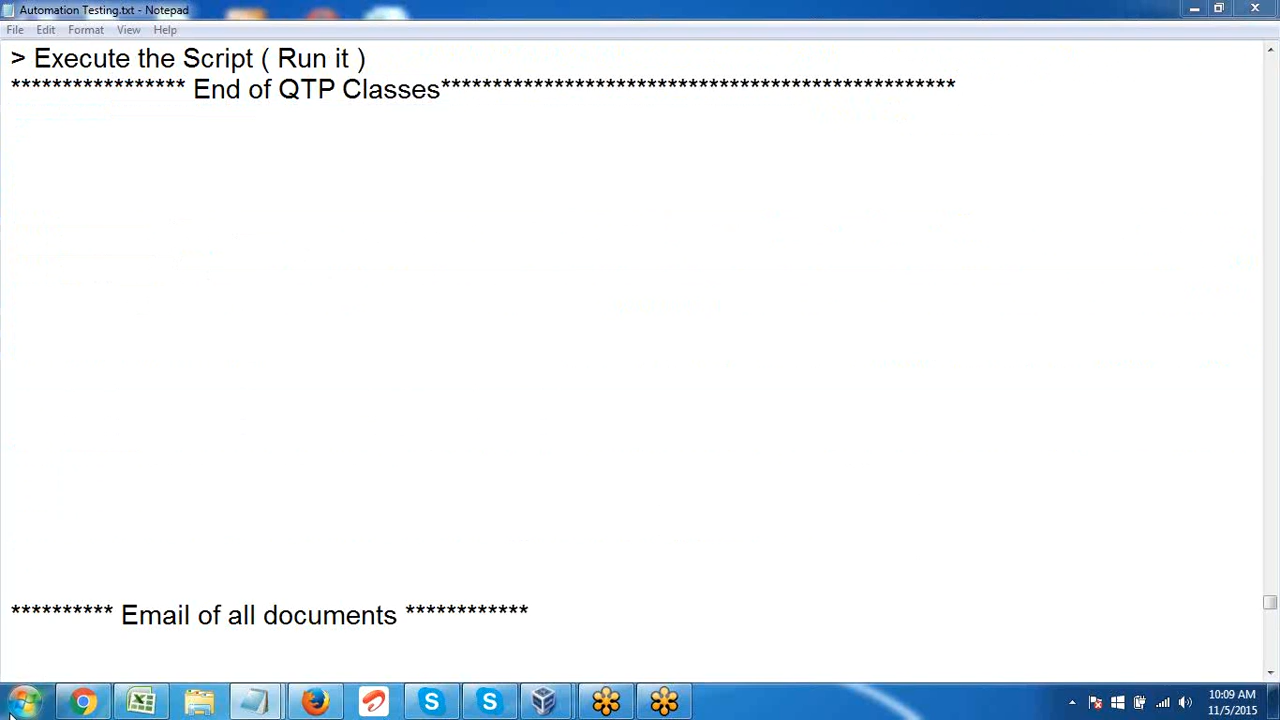 Automation Testing.txt - Notepad
File Edit Format View Help
> Execute the Script ( Run it )
***************** End of QTP Classes**************************************************
********** Email of all documents ************
10:09 AM
11/5/2015